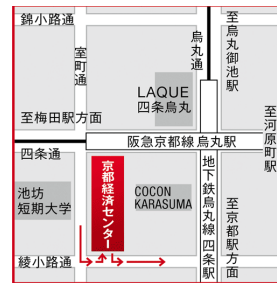 錦小路通
室町通
烏丸通
至烏丸御池駅
LAQUE
四条烏丸
至梅田駅方面
至河原町駅
阪急京都線 烏丸駅
四条通
京都経済センター
池坊
短期大学
COCON
KARASUMA
地下鉄烏丸線 四条駅
至京都駅方面
綾小路通